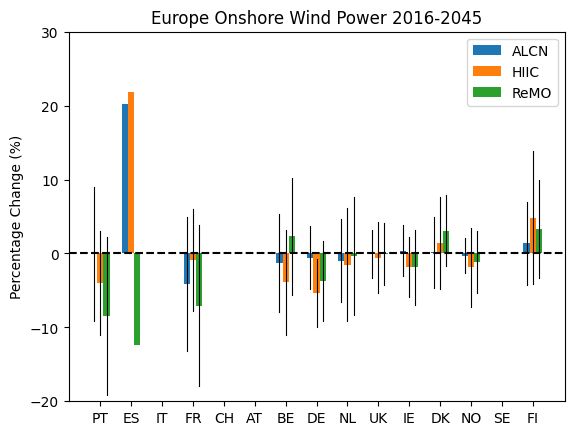 Europe Onshore Wind Power 2016-2045
30
20
10
0
−10
−20
Percentage Change (%)
ALCN
HIIC
ReMO
PT ES IT FR CH AT BE DE NL UK IE DK NO SE FI